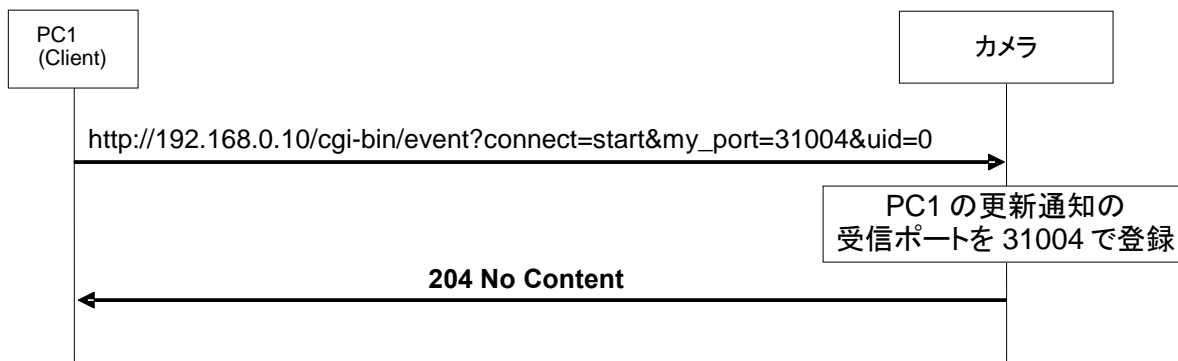 PC1
(Client)
カメラ
http://192.168.0.10/cgi-bin/event?connect=start&my_port=31004&uid=0
PC1 の更新通知の
受信ポートを 31004 で登録
204 No Content